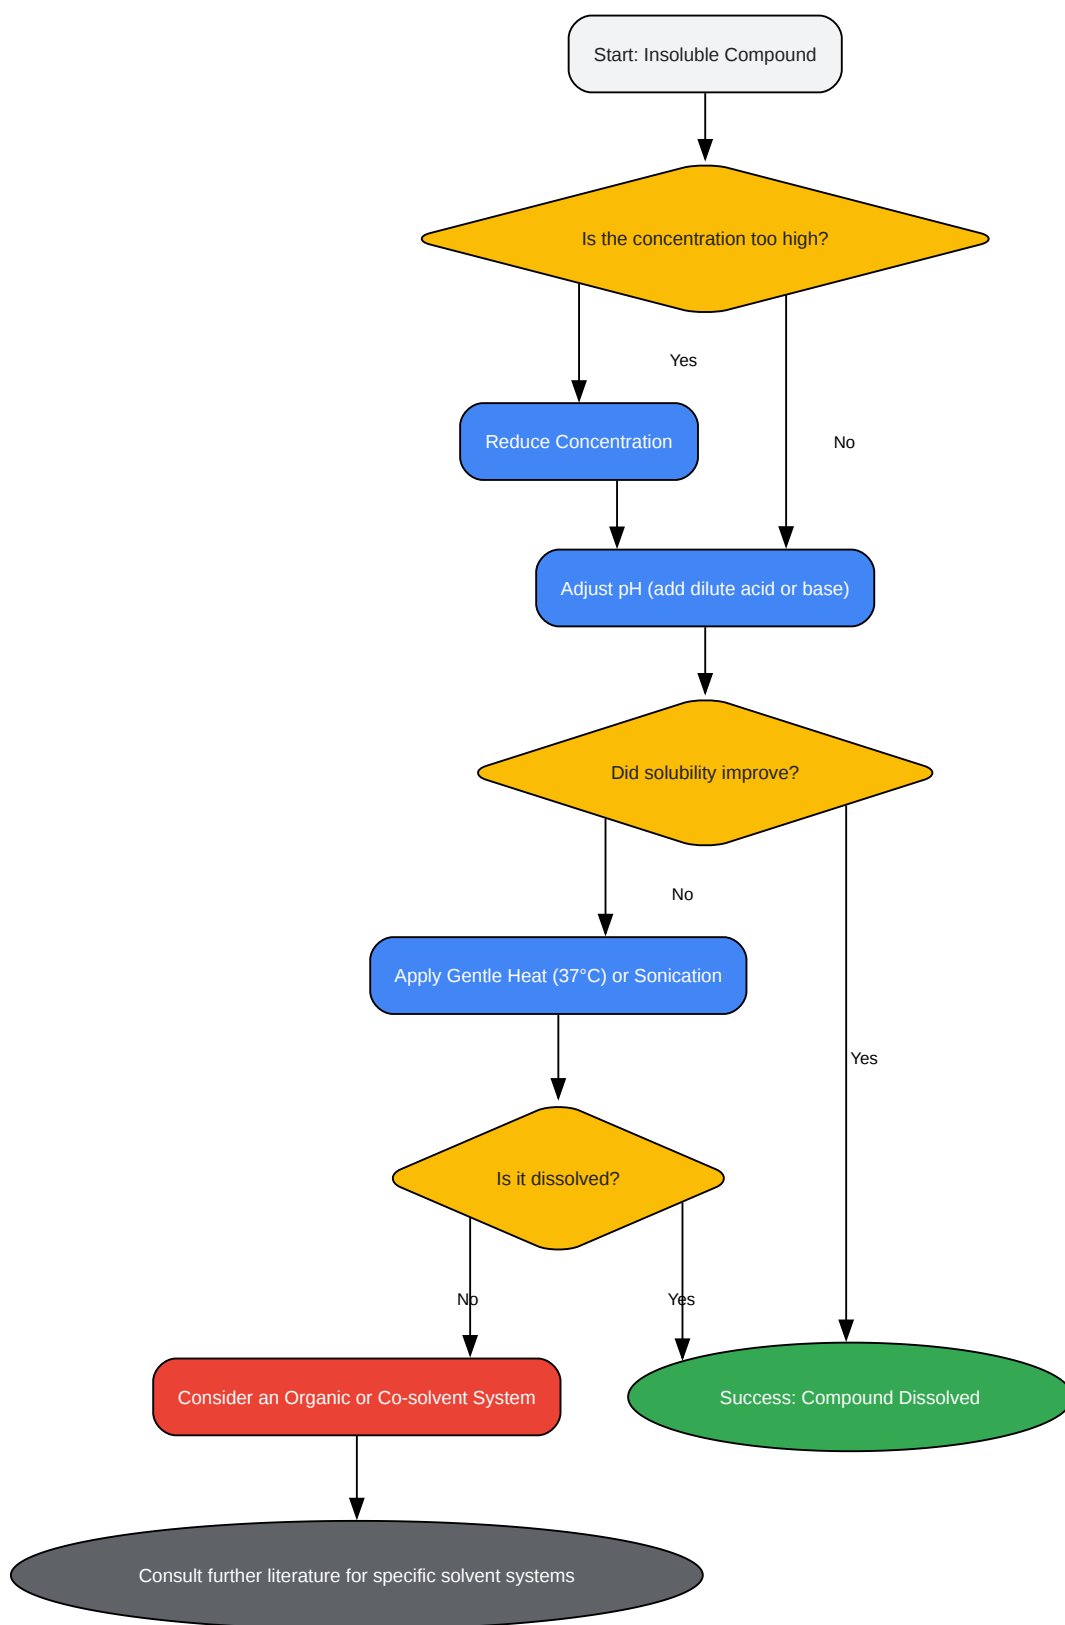 Start: Insoluble Compound
Is the concentration too high?
Yes
Reduce Concentration
No
Adjust pH (add dilute acid or base)
Did solubility improve?
No
Apply Gentle Heat (37°C) or Sonication
Yes
Is it dissolved?
No
Yes
Consider an Organic or Co-solvent System
Success: Compound Dissolved
Consult further literature for specific solvent systems